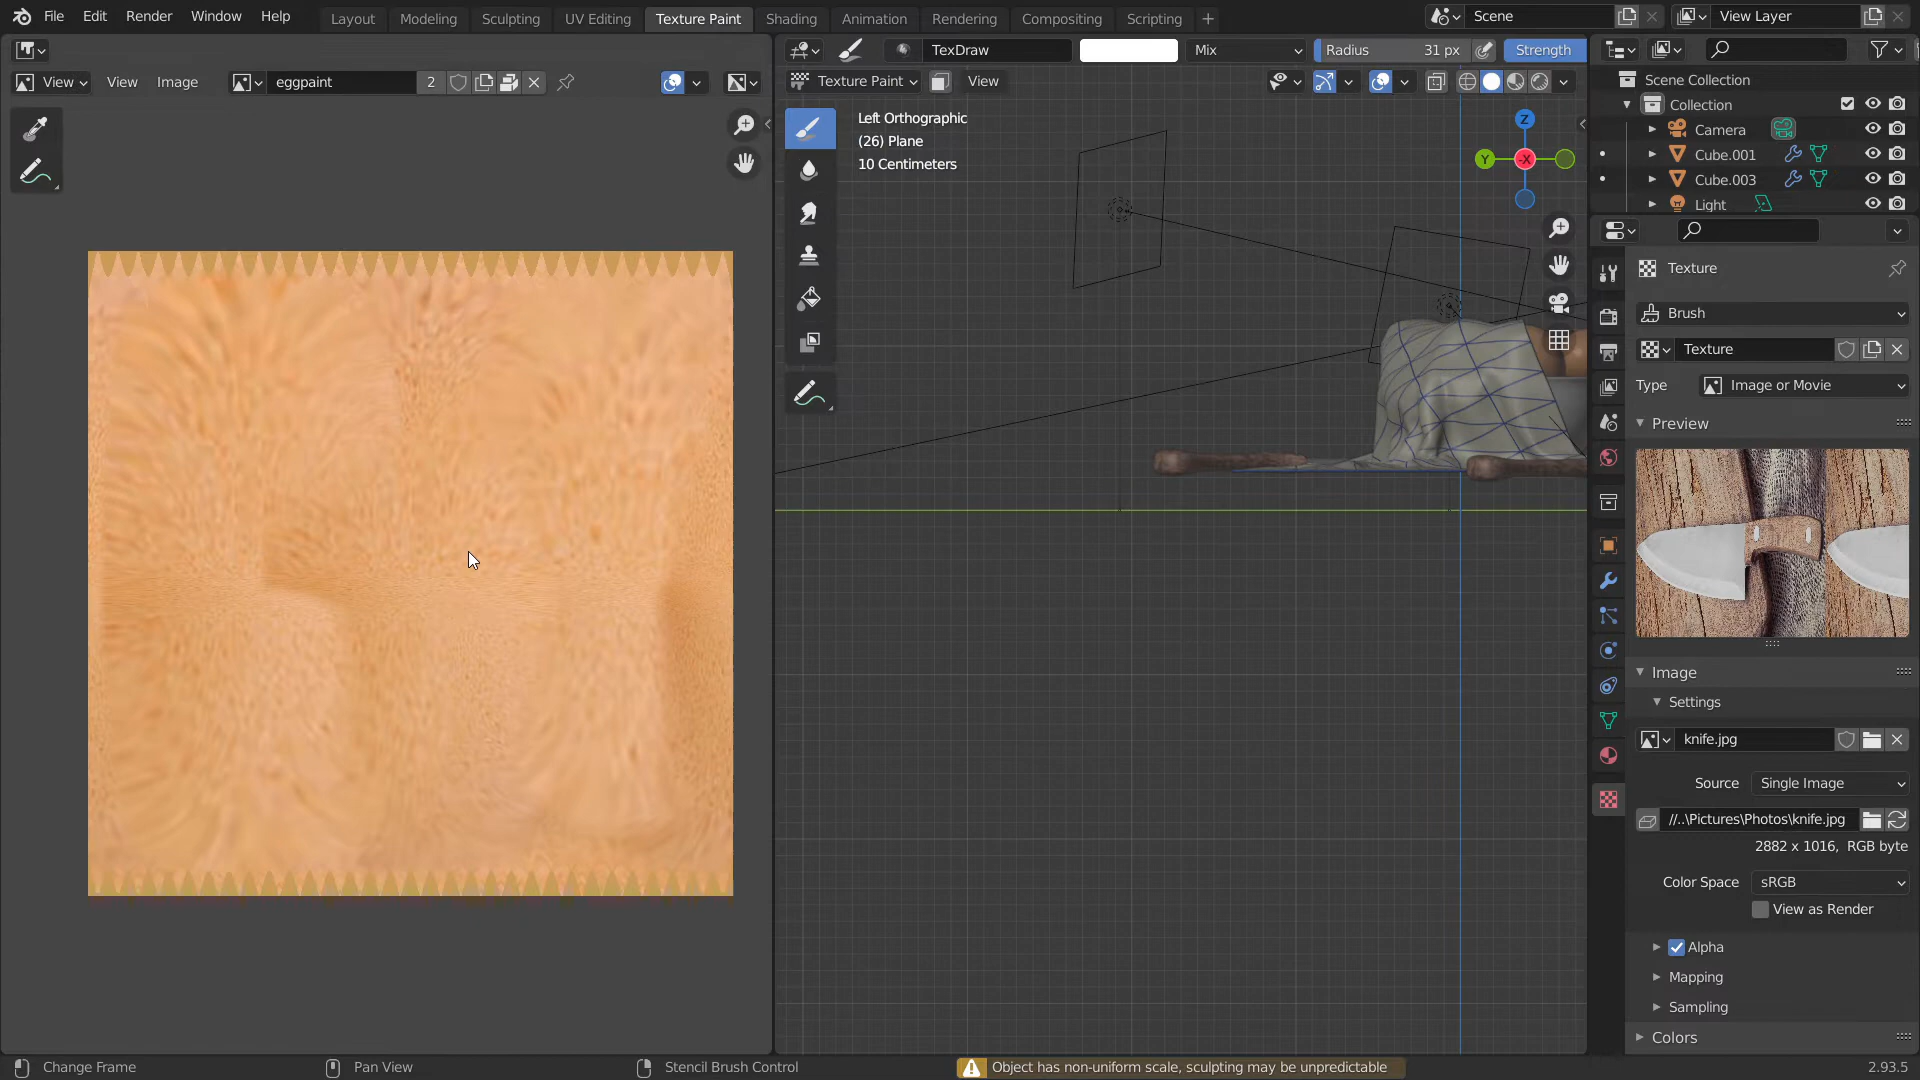 File Edit Render Window Help Layout Modeling Sculpting UV Editing Texture Paint Shading Animation Rendering Compositing Scripting + Scene View Layer
TexDraw Mix Radius 31 px Strength
View View Image eggpaint 2 Texture Paint View
Left Orthographic
(26) Plane
10 Centimeters
Z
Y
-X
Scene Collection
Collection
Camera
Cube.001
Cube.003
Light
Texture
Brush
Texture
Type Image or Movie
Preview
Image
Settings
knife.jpg
Source Single Image
//..\Pictures\Photos\knife.jpg
2882 x 1016, RGB byte
Color Space sRGB
View as Render
Alpha
Mapping
Sampling
Colors
Change Frame Pan View Stencil Brush Control Object has non-uniform scale, sculpting may be unpredictable 2.93.5